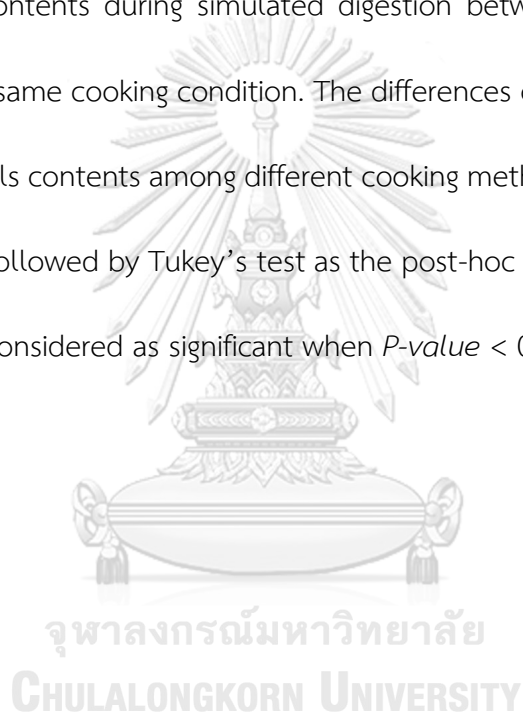 ontents during simulated digestion betw
same cooking condition. The differences
ls contents among different cooking meth
ollowed by Tukey's test as the post-hoc
onsidered as significant when P-value <
จุฬาลงกรณ์มหาวิทยาลัย
CHULALONGKORN UNIVERSITY